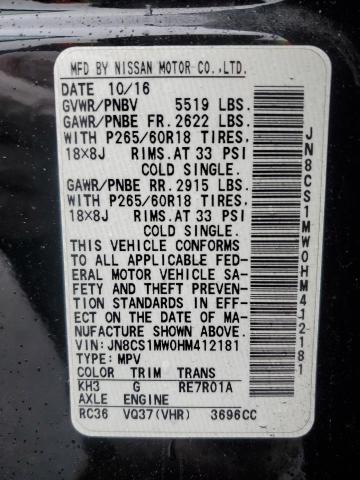 MFD BY NISSAN MOTOR CO., LTD.
DATE 10/16
GVWR/PNBV 5519 LBS.
GAWR/PNBE FR. 2622 LBS.
WITH P265/60R18 TIRES.
18×8J RIMS. AT 33 PSI
COLD SINGLE.
GAWR/PNBE RR. 2915 LBS.
WITH P265/60R18 TIRES.
18×8J RIMS. AT 33 PSI
COLD SINGLE.
THIS VEHICLE CONFORMS
TO ALL APPLICABLE FED-
ERAL MOTOR VEHICLE SA-
FETY AND THEFT PREVEN-
TION STANDARDS IN EFF-
ECT ON THE DATE OF MA-
NUFACTURE SHOWN ABOVE.
VIN: JN8CS1MW0HM412181
TYPE: MPV
COLOR TRIM TRANS
KH3 G RE7R01A
AXLE ENGINE
RC36 VQ37(VHR) 3696CC
JN8CS1MW0HM412181